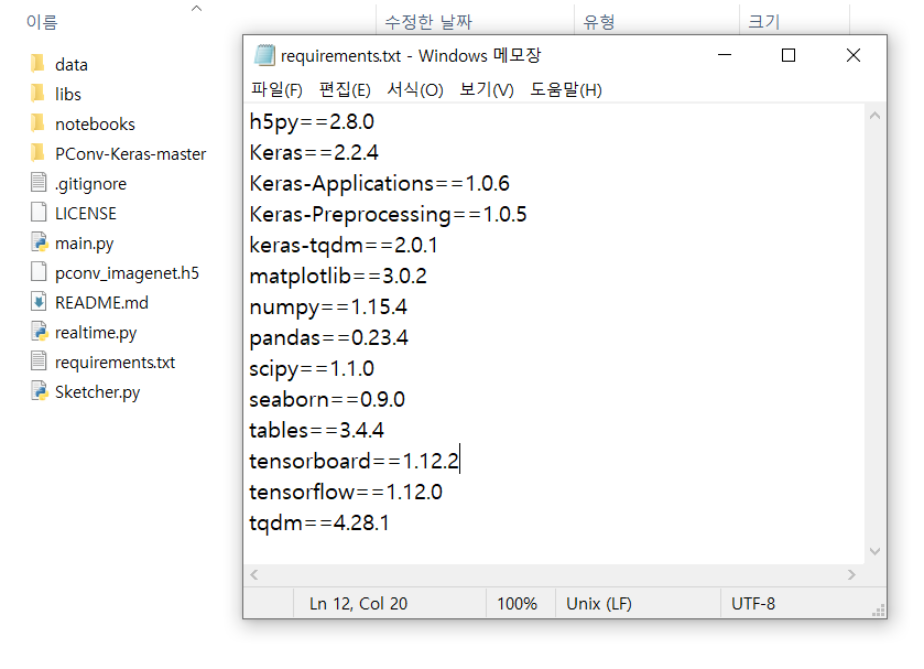 이름 수정한 날짜 유형 크기
data
libs
notebooks
PConv-Keras-master
.gitignore
LICENSE
main.py
pconv_imagenet.h5
README.md
realtime.py
requirements.txt
Sketcher.py
requirements.txt - Windows 메모장
파일(F) 편집(E) 서식(O) 보기(V) 도움말(H)
h5py==2.8.0
Keras==2.2.4
Keras-Applications==1.0.6
Keras-Preprocessing==1.0.5
keras-tqdm==2.0.1
matplotlib==3.0.2
numpy==1.15.4
pandas==0.23.4
scipy==1.1.0
seaborn==0.9.0
tables==3.4.4
tensorboard==1.12.2
tensorflow==1.12.0
tqdm==4.28.1
Ln 12, Col 20 100% Unix (LF) UTF-8